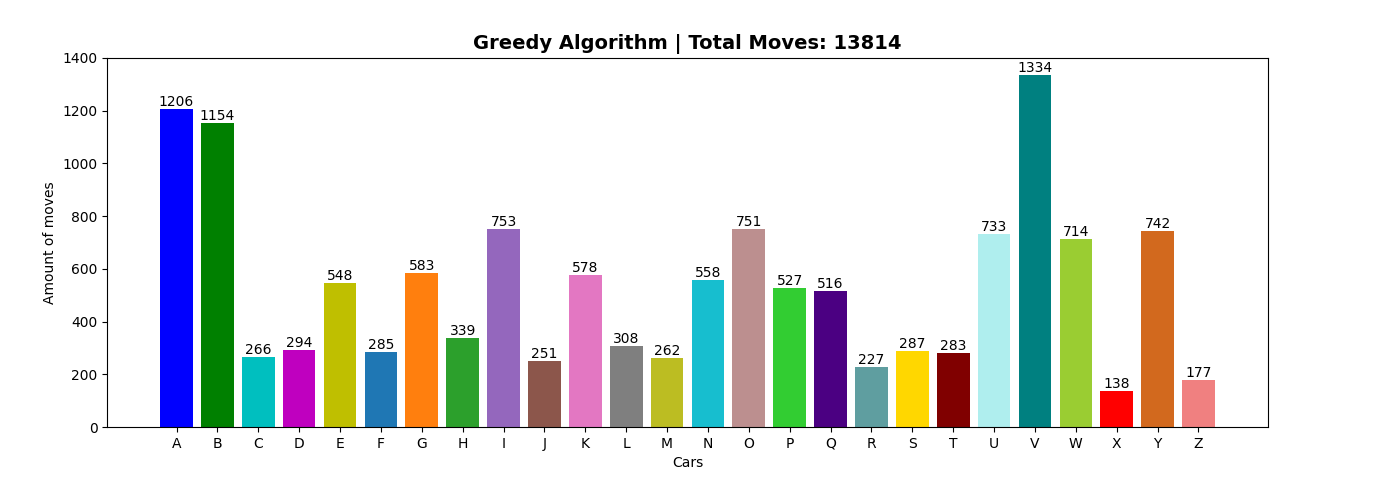 Greedy Algorithm | Total Moves: 13814
Amount of moves
1400
1200
1000
800
600
400
200
0
1206 1154 266 294 548 285 583 339 753 251 578 308 262 558 751 527 516 227 287 283 733 1334 714 138 742 177
A B C D E F G H I J K L M N O P Q R S T U V W X Y Z
Cars